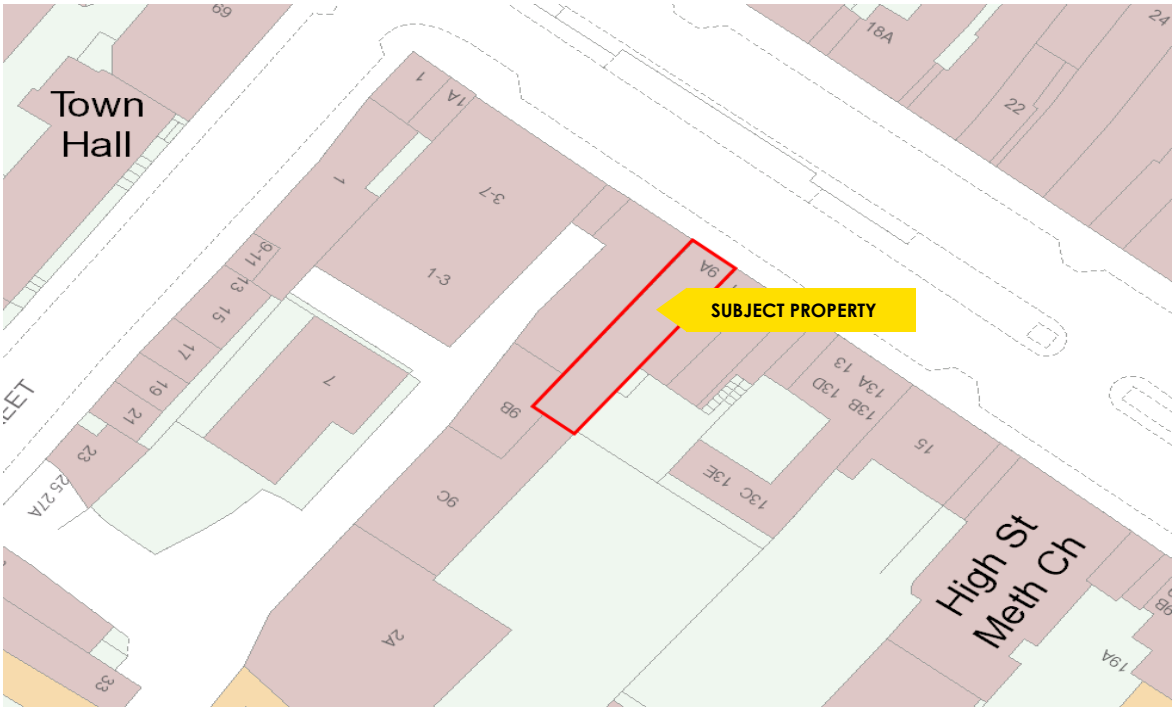 69
18A
24
22
Town
Hall
1
1A
1
3-7
1-3
9-11
13
15
17
19
21
23
25 27A
7
9A
SUBJECT PROPERTY
9B
9C
2A
13
13A
13B
13D
13E
13C
15
High St
Meth Ch
19A
9B
33
EET